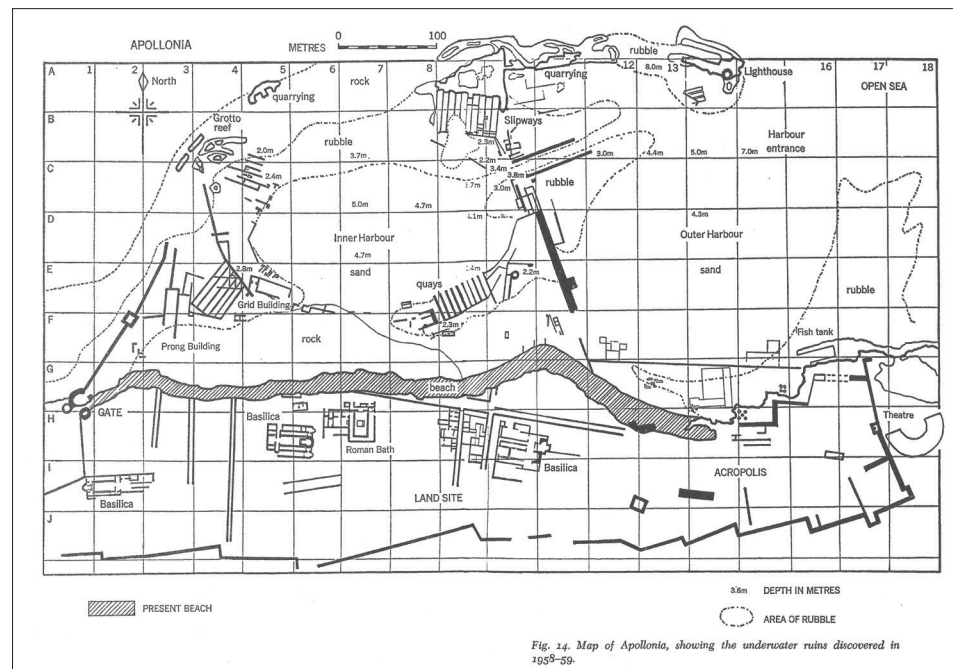 APOLLONIA
METRES
0
100
rubble
A
1
2
3
4
5
6
7
8
12
13
16
17
18
North
rock
quarrying
quarrying
8.0m
Lighthouse
OPEN SEA
B
Grotto
reef
rubble
Slipways
Harbour
entrance
2.0m
3.7m
2.3m
2.2m
3.0m
4.4m
5.0m
7.0m
C
2.4m
3.4m
3.8m
3.0m
rubble
5.0m
4.7m
4.3m
D
Inner Harbour
4.7m
Outer Harbour
E
2.8m
sand
2.2m
sand
quays
rubble
Grid Building
F
2.3m
Prong Building
rock
Fish tank
G
beach
H
GATE
Basilica
Theatre
Roman Bath
Basilica
I
ACROPOLIS
Basilica
LAND SITE
J
PRESENT BEACH
3.6m DEPTH IN METRES
AREA OF RUBBLE
Fig. 14. Map of Apollonia, showing the underwater ruins discovered in
1958–59.